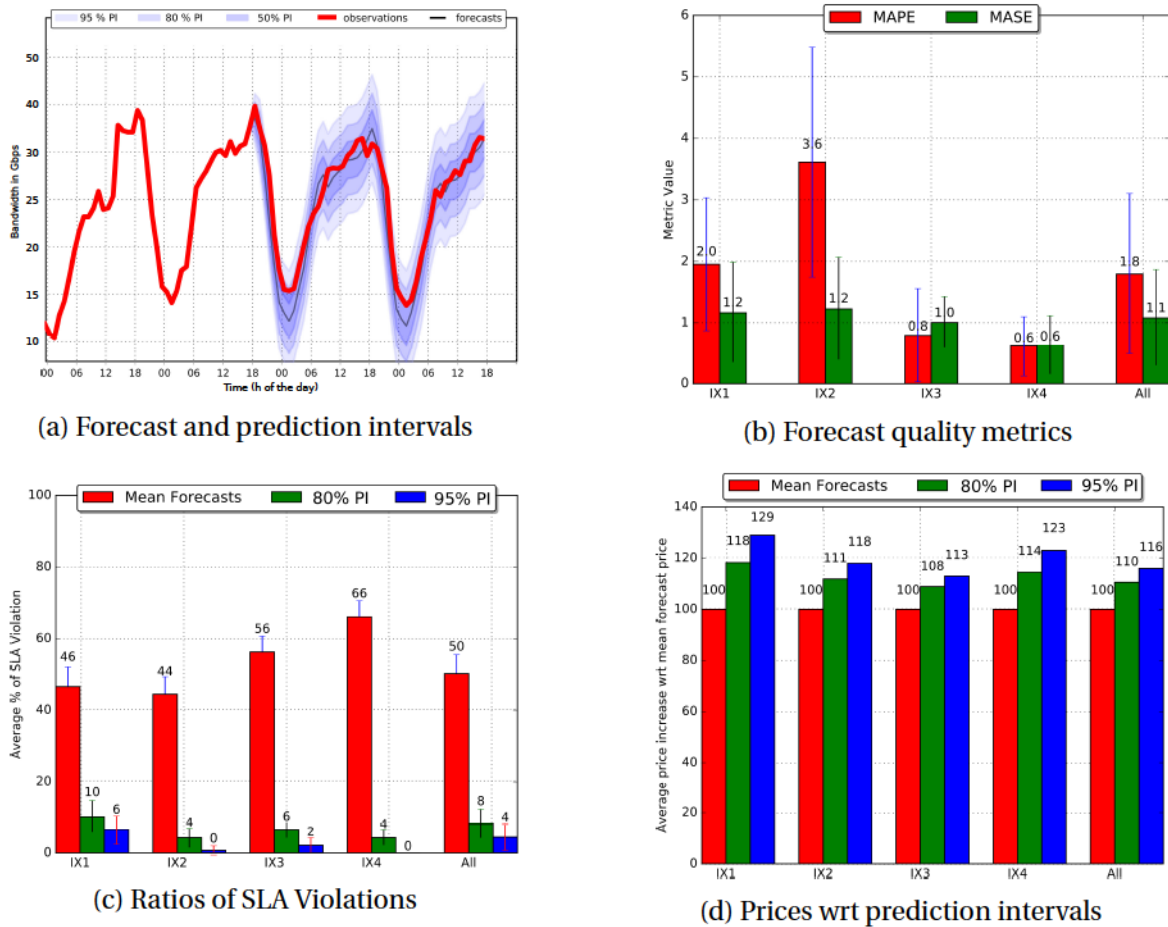 95 % PI 80 % PI 50% PI observations forecasts
Bandwidth in Gbps
50
40
30
30
20
15
10
00 06 12 18 00 06 12 18 00 06 12 18 00 06 12 18
Time (h of the day)
(a) Forecast and prediction intervals
MAPE MASE
Metric Value
6
5
4
3
2
1
0
2.0 1.2 3.6 1.2 0.8 1.0 0.6 0.6 1.8 1.1
IX1 IX2 IX3 IX4 All
(b) Forecast quality metrics
Mean Forecasts 80% PI 95% PI
Average % of SLA Violation
100
80
60
40
20
0
46 10 6 44 4 0 56 6 2 66 4 0 50 8 4
IX1 IX2 IX3 IX4 All
(c) Ratios of SLA Violations
Mean Forecasts 80% PI 95% PI
Average price increase wrt mean forecast price
140
120
100
80
60
40
20
0
100 118 129 100 111 118 100 108 113 100 114 123 100 110 116
IX1 IX2 IX3 IX4 All
(d) Prices wrt prediction intervals